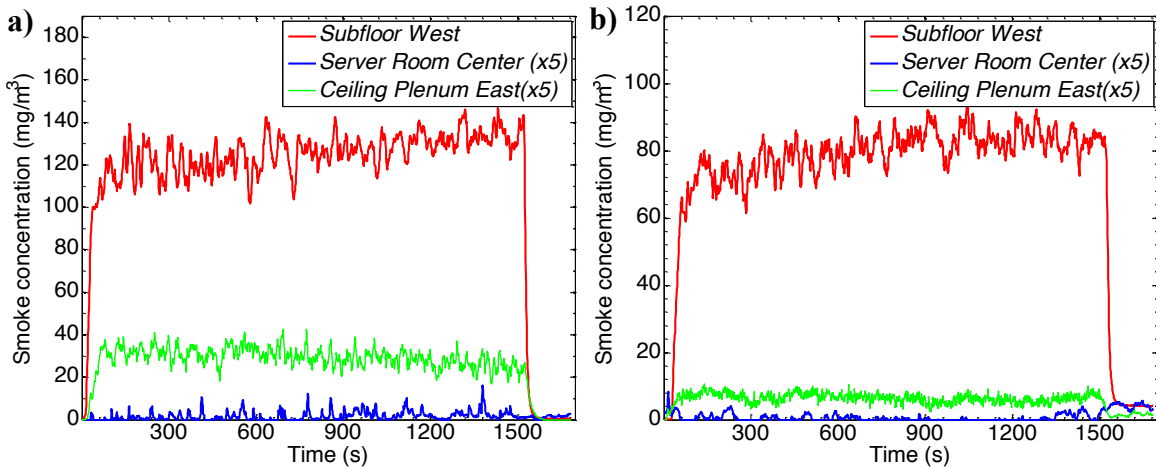 a)
180
160
140
120
100
80
60
40
20
0
Smoke concentration (mg/m³)
Subfloor West
Server Room Center (x5)
Ceiling Plenum East(x5)
300
600
900
1200
1500
Time (s)
b)
120
100
80
60
40
20
0
Smoke concentration (mg/m³)
Subfloor West
Server Room Center (x5)
Ceiling Plenum East(x5)
300
600
900
1200
1500
Time (s)